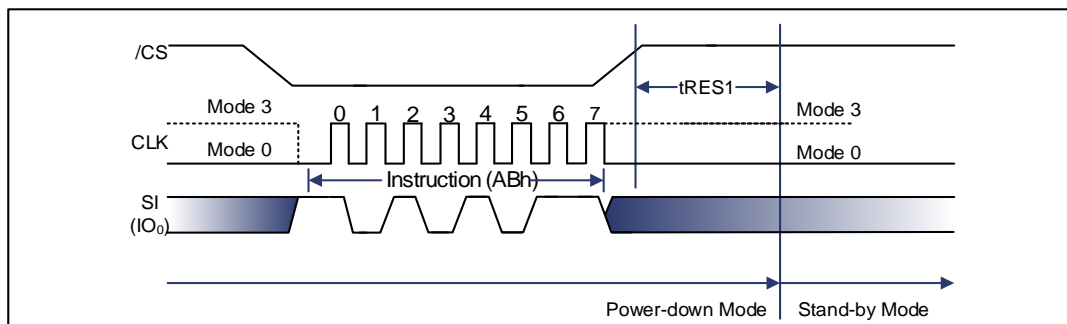 /CS
tRES1
Mode 3 0 1 2 3 4 5 6 7 Mode 3
CLK
Mode 0 Mode 0
Instruction (ABh)
SI
(IO₀)
Power-down Mode Stand-by Mode